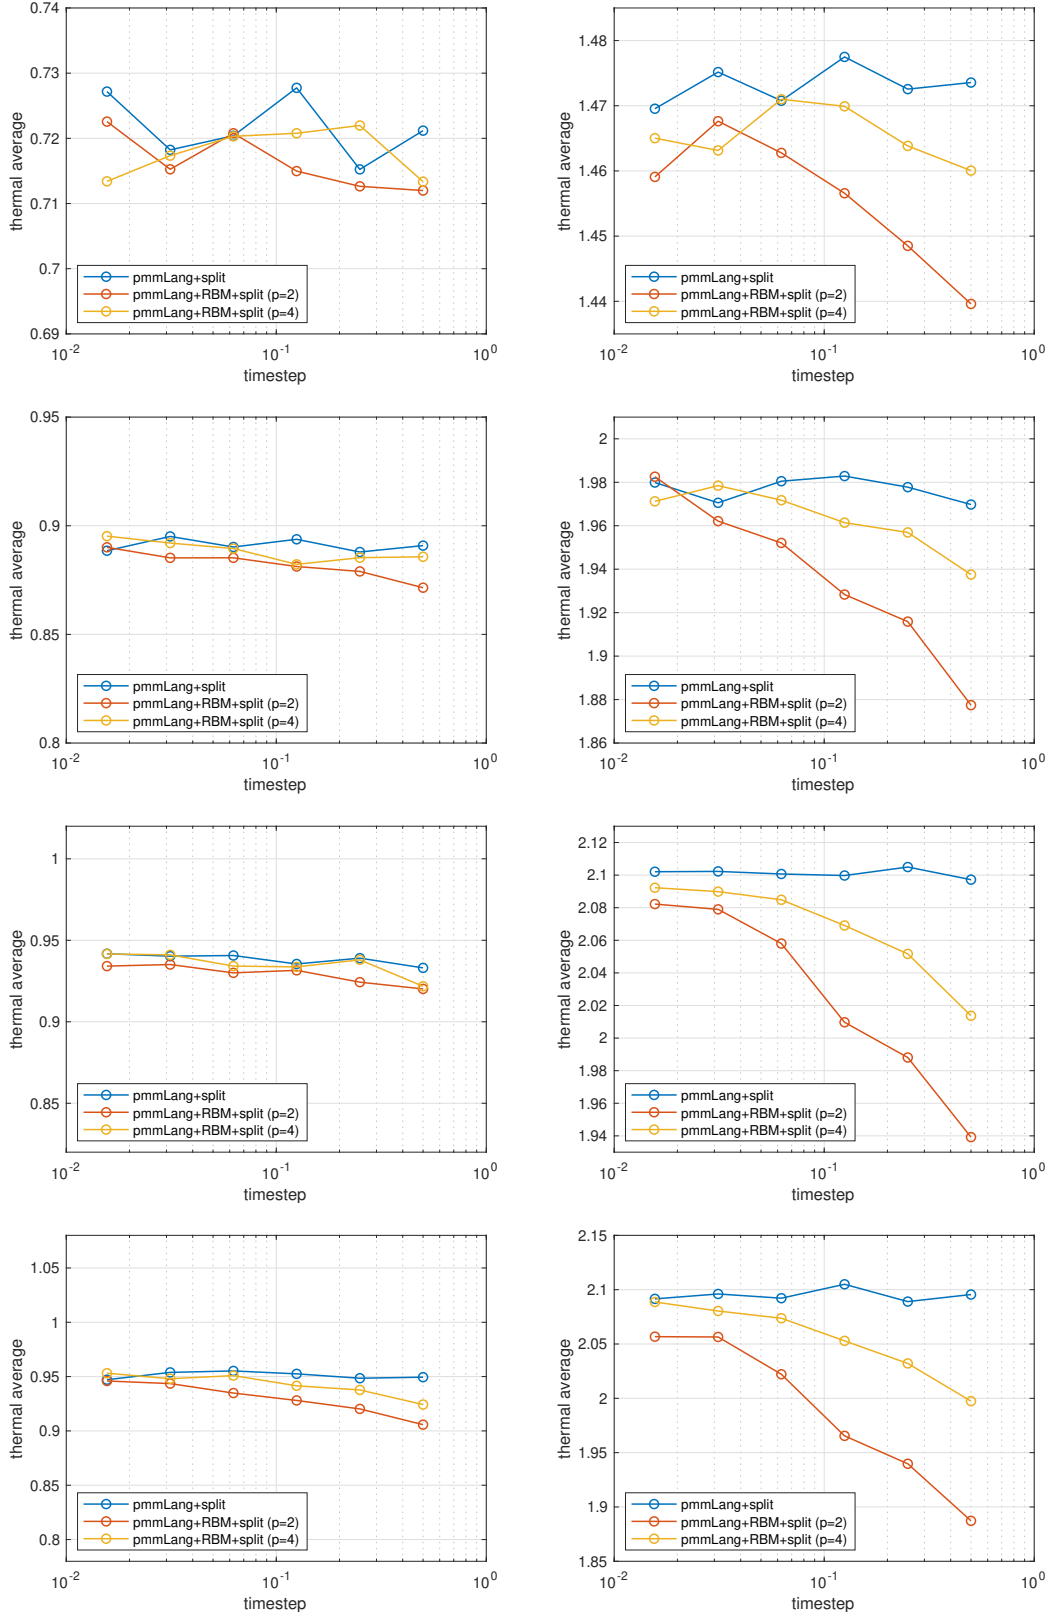 0.74
0.73
0.72
0.71
0.7
0.69
thermal average
pmmLang+split
pmmLang+RBM+split (p=2)
pmmLang+RBM+split (p=4)
10-2
10-1
100
timestep
1.48
1.47
1.46
1.45
1.44
thermal average
pmmLang+split
pmmLang+RBM+split (p=2)
pmmLang+RBM+split (p=4)
10-2
10-1
100
timestep
0.95
0.9
0.85
0.8
thermal average
pmmLang+split
pmmLang+RBM+split (p=2)
pmmLang+RBM+split (p=4)
10-2
10-1
100
timestep
2
1.98
1.96
1.94
1.92
1.9
1.88
1.86
thermal average
pmmLang+split
pmmLang+RBM+split (p=2)
pmmLang+RBM+split (p=4)
10-2
10-1
100
timestep
1
0.95
0.9
0.85
thermal average
pmmLang+split
pmmLang+RBM+split (p=2)
pmmLang+RBM+split (p=4)
10-2
10-1
100
timestep
2.12
2.1
2.08
2.06
2.04
2.02
2
1.98
1.96
1.94
thermal average
pmmLang+split
pmmLang+RBM+split (p=2)
pmmLang+RBM+split (p=4)
10-2
10-1
100
timestep
1.05
1
0.95
0.9
0.85
0.8
thermal average
pmmLang+split
pmmLang+RBM+split (p=2)
pmmLang+RBM+split (p=4)
10-2
10-1
100
timestep
2.15
2.1
2.05
2
1.95
1.9
1.85
thermal average
pmmLang+split
pmmLang+RBM+split (p=2)
pmmLang+RBM+split (p=4)
10-2
10-1
100
timestep